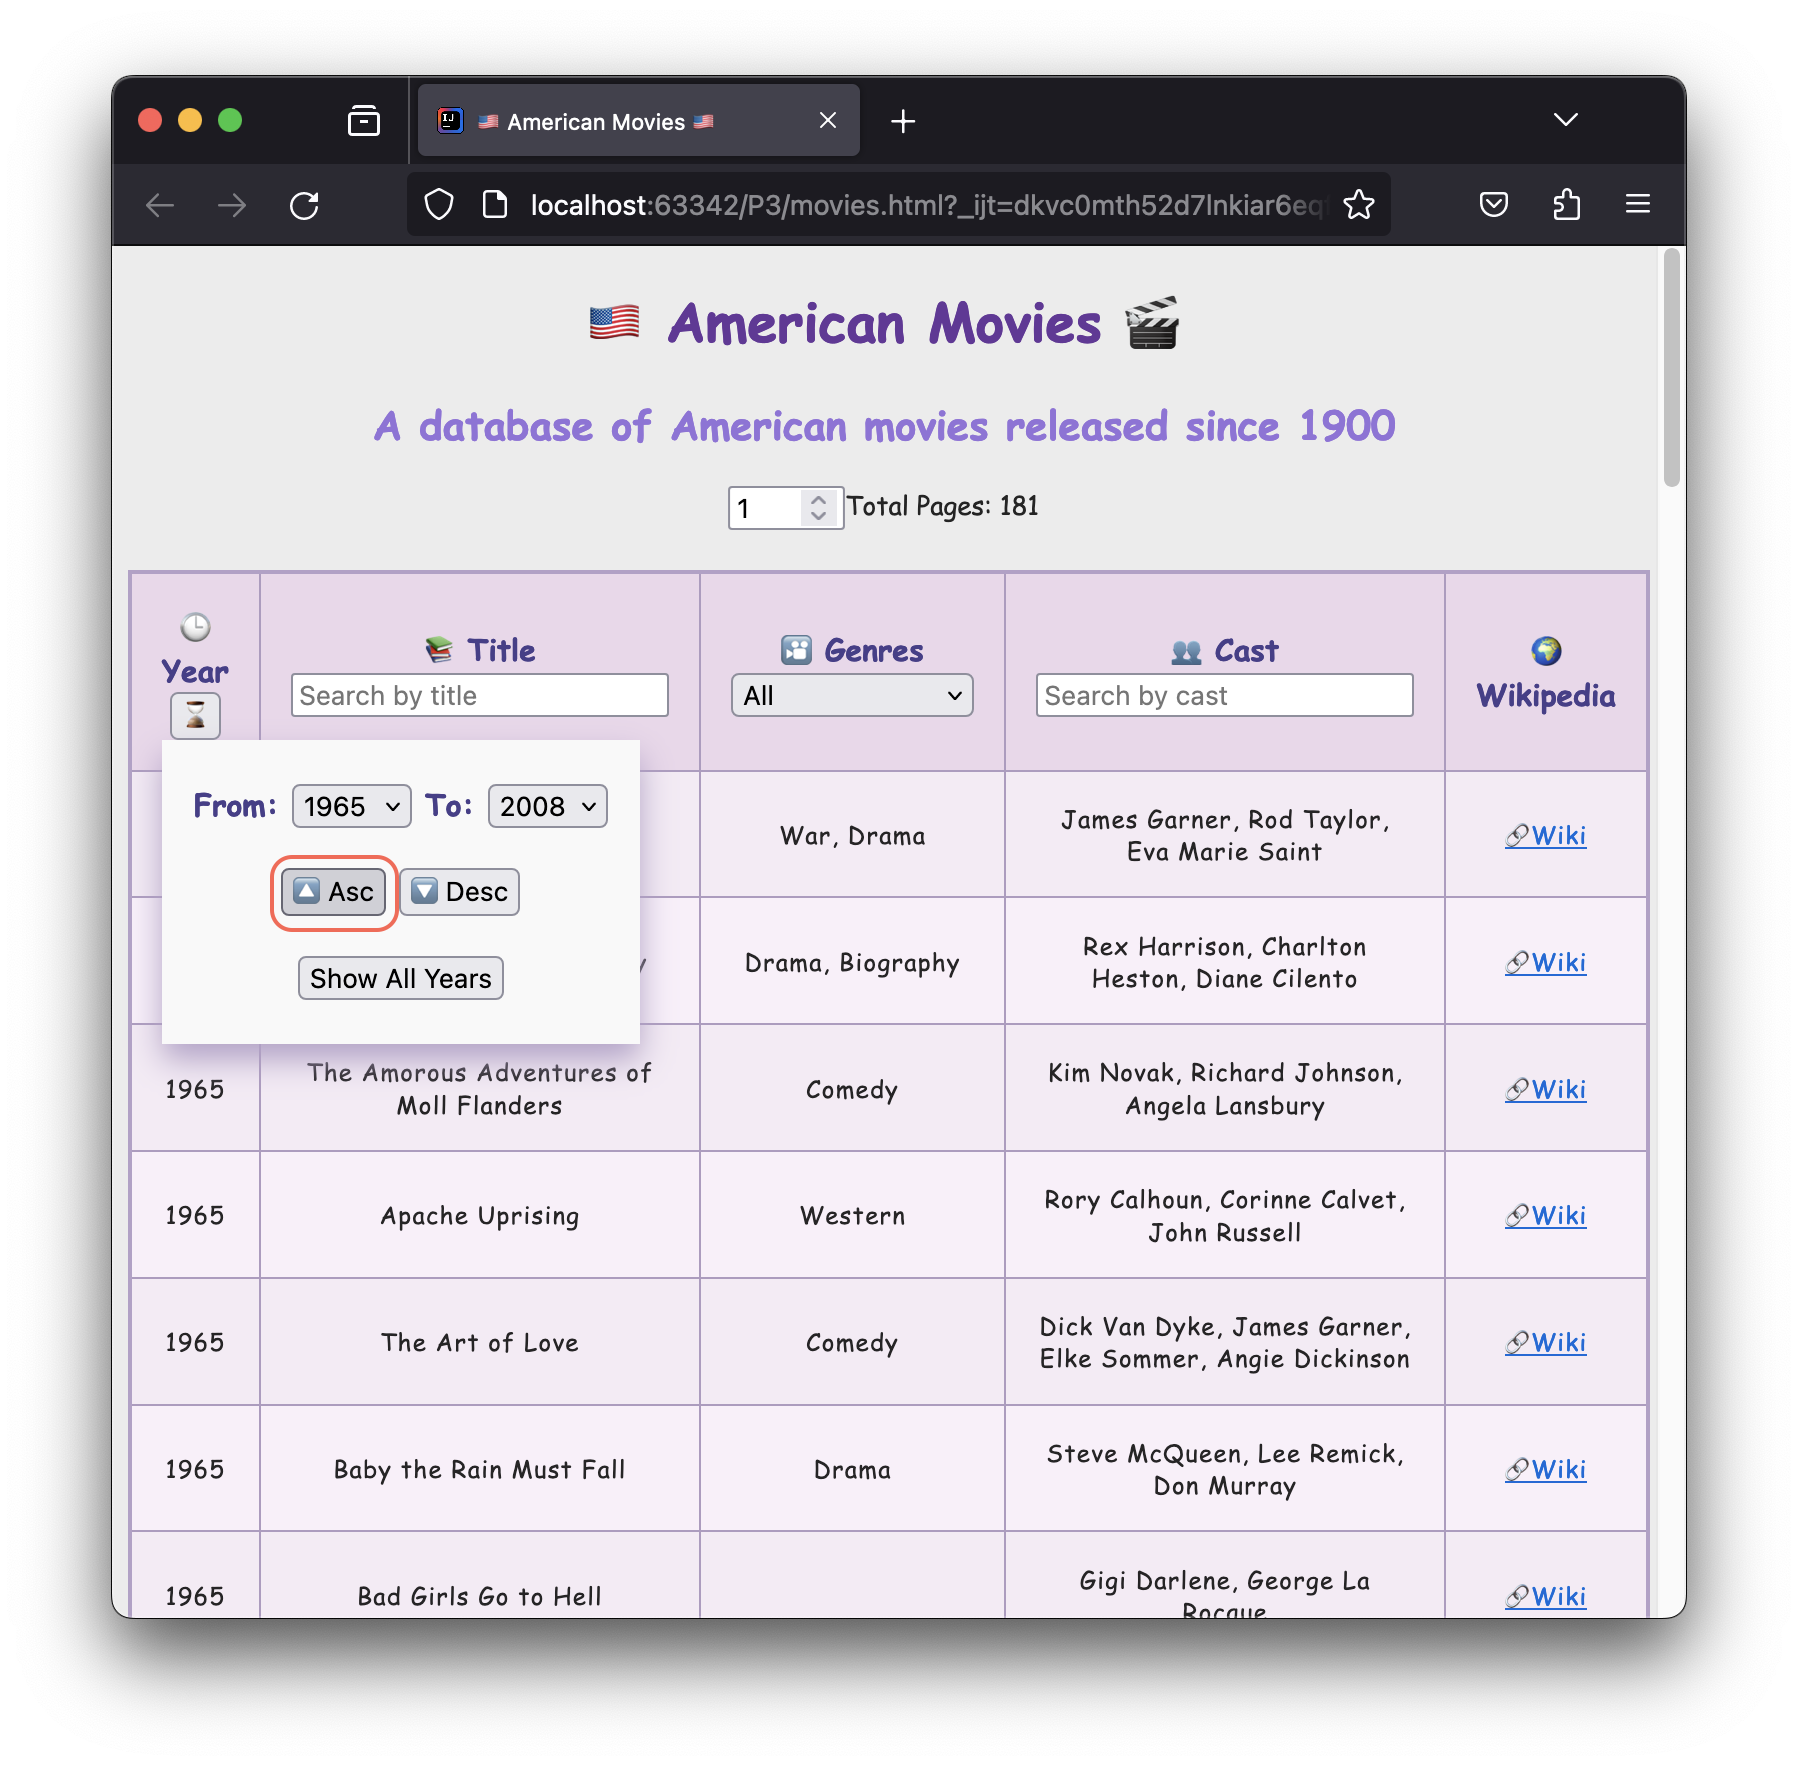 🇺🇸 American Movies 🇺🇸
localhost:63342/P3/movies.html?_ijt=dkvc0mth52d7lnkiar6eq
🇺🇸 American Movies 🎬
A database of American movies released since 1900
1 Total Pages: 181
🕒 Year ⌛
📚 Title
Search by title
🎦 Genres
All
👥 Cast
Search by cast
🌍 Wikipedia
From: 1965 To: 2008
🔼 Asc 🔽 Desc
Show All Years
War, Drama
James Garner, Rod Taylor,
Eva Marie Saint
🔗Wiki
Drama, Biography
Rex Harrison, Charlton
Heston, Diane Cilento
🔗Wiki
1965
The Amorous Adventures of
Moll Flanders
Comedy
Kim Novak, Richard Johnson,
Angela Lansbury
🔗Wiki
1965
Apache Uprising
Western
Rory Calhoun, Corinne Calvet,
John Russell
🔗Wiki
1965
The Art of Love
Comedy
Dick Van Dyke, James Garner,
Elke Sommer, Angie Dickinson
🔗Wiki
1965
Baby the Rain Must Fall
Drama
Steve McQueen, Lee Remick,
Don Murray
🔗Wiki
1965
Bad Girls Go to Hell
Gigi Darlene, George La
Rocque
🔗Wiki